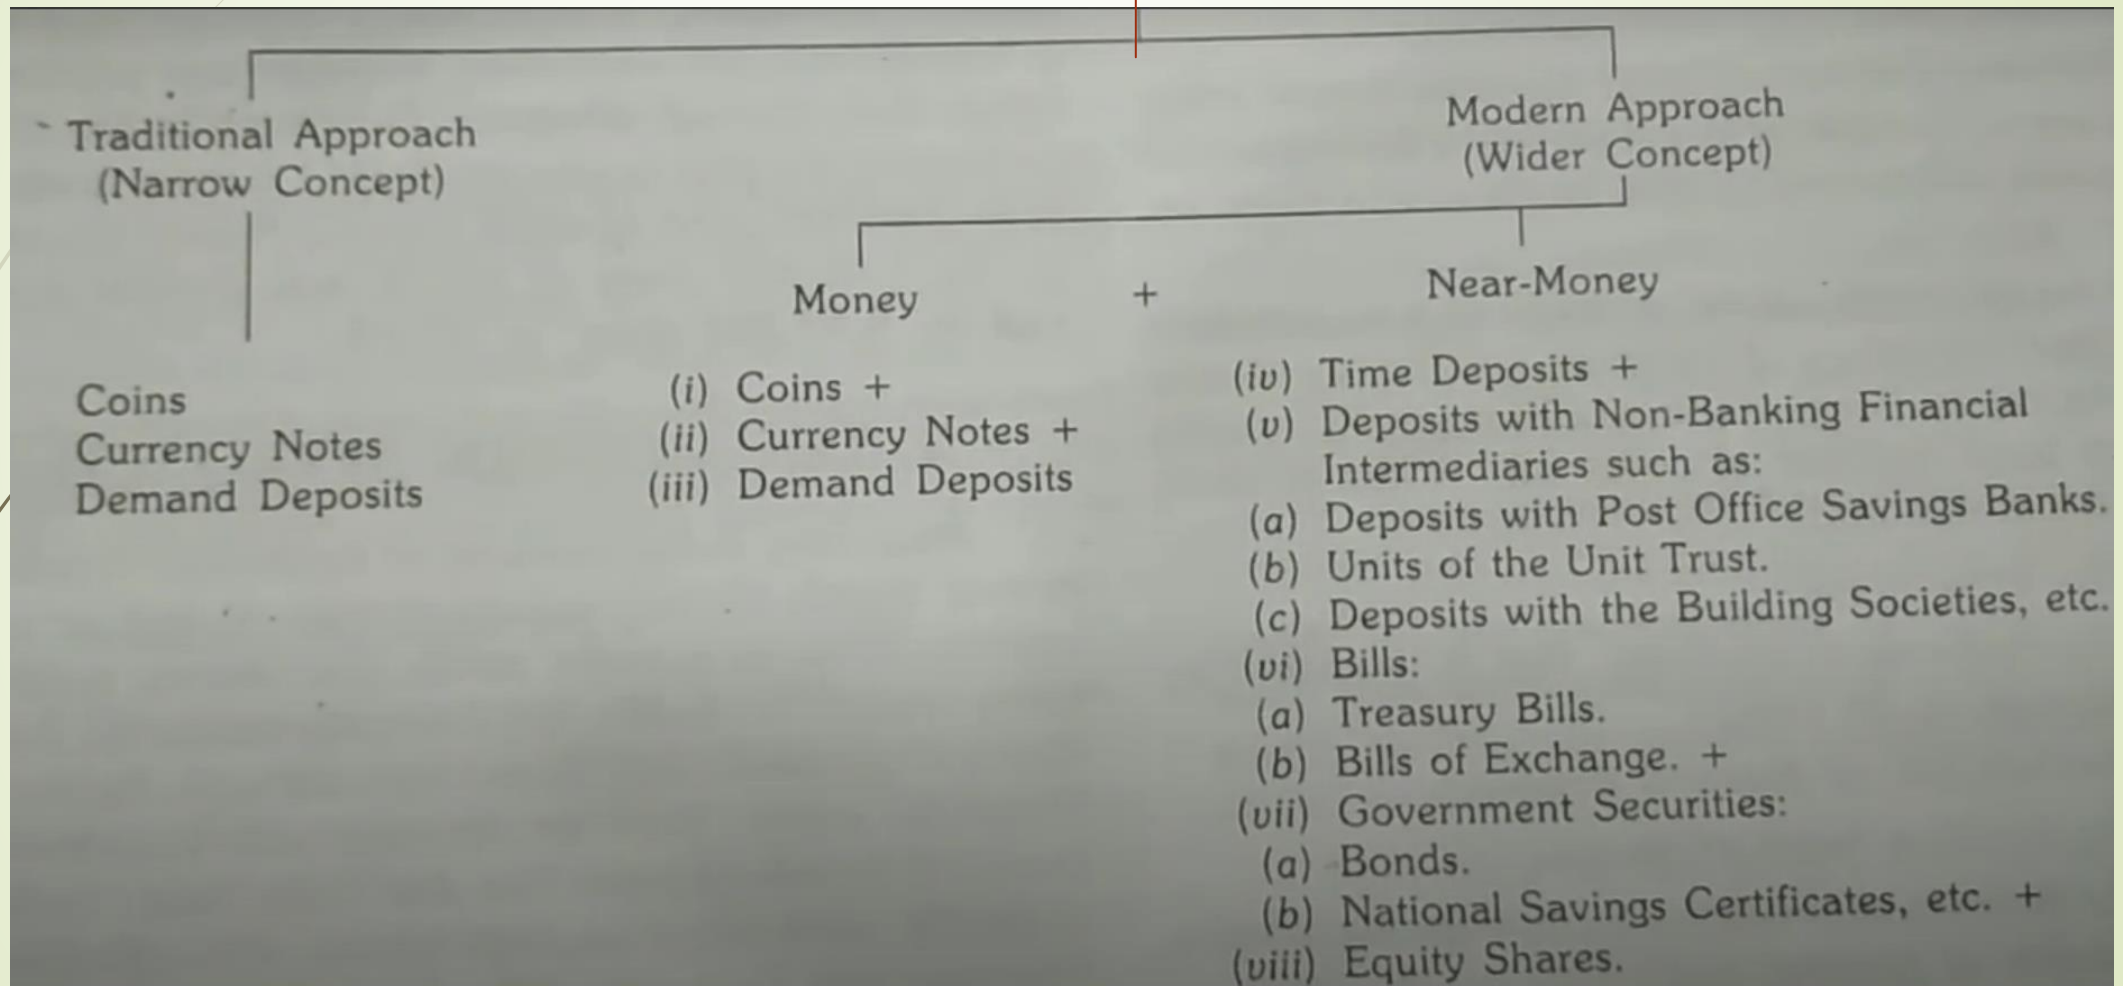 Traditional Approach
(Narrow Concept)
Coins
Currency Notes
Demand Deposits
Modern Approach
(Wider Concept)
Money + Near-Money
(i) Coins +
(ii) Currency Notes +
(iii) Demand Deposits
(iv) Time Deposits +
(v) Deposits with Non-Banking Financial
Intermediaries such as:
(a) Deposits with Post Office Savings Banks.
(b) Units of the Unit Trust.
(c) Deposits with the Building Societies, etc.
(vi) Bills:
(a) Treasury Bills.
(b) Bills of Exchange. +
(vii) Government Securities:
(a) Bonds.
(b) National Savings Certificates, etc. +
(viii) Equity Shares.